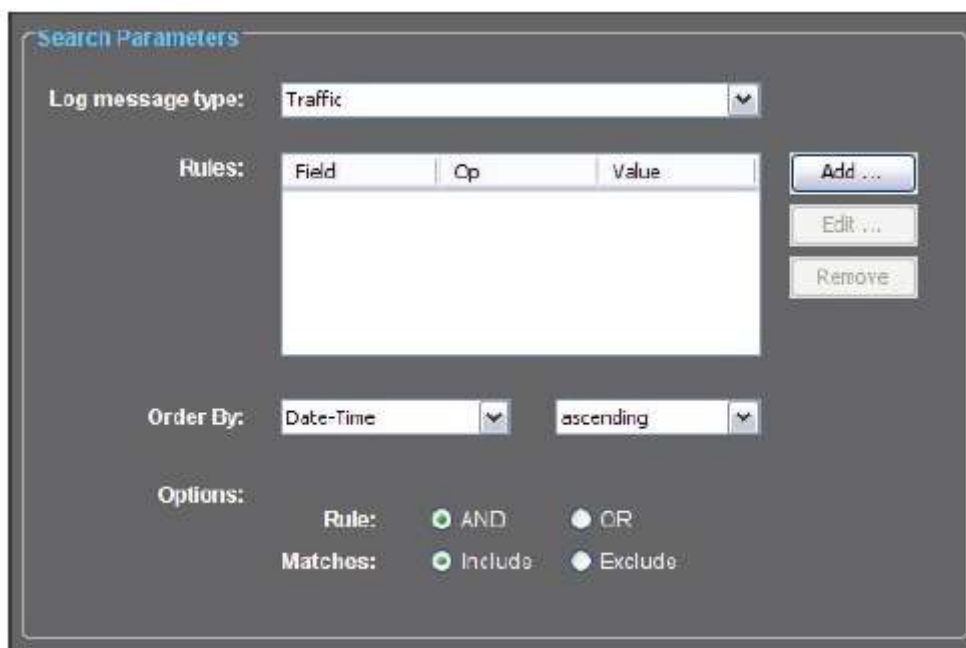 Search Parameters
Log message type: Traffic
Rules: Field Op Value Add ...
Edit ...
Remove
Order By: Date-Time ascending
Options:
Rule: AND OR
Matches: Include Exclude